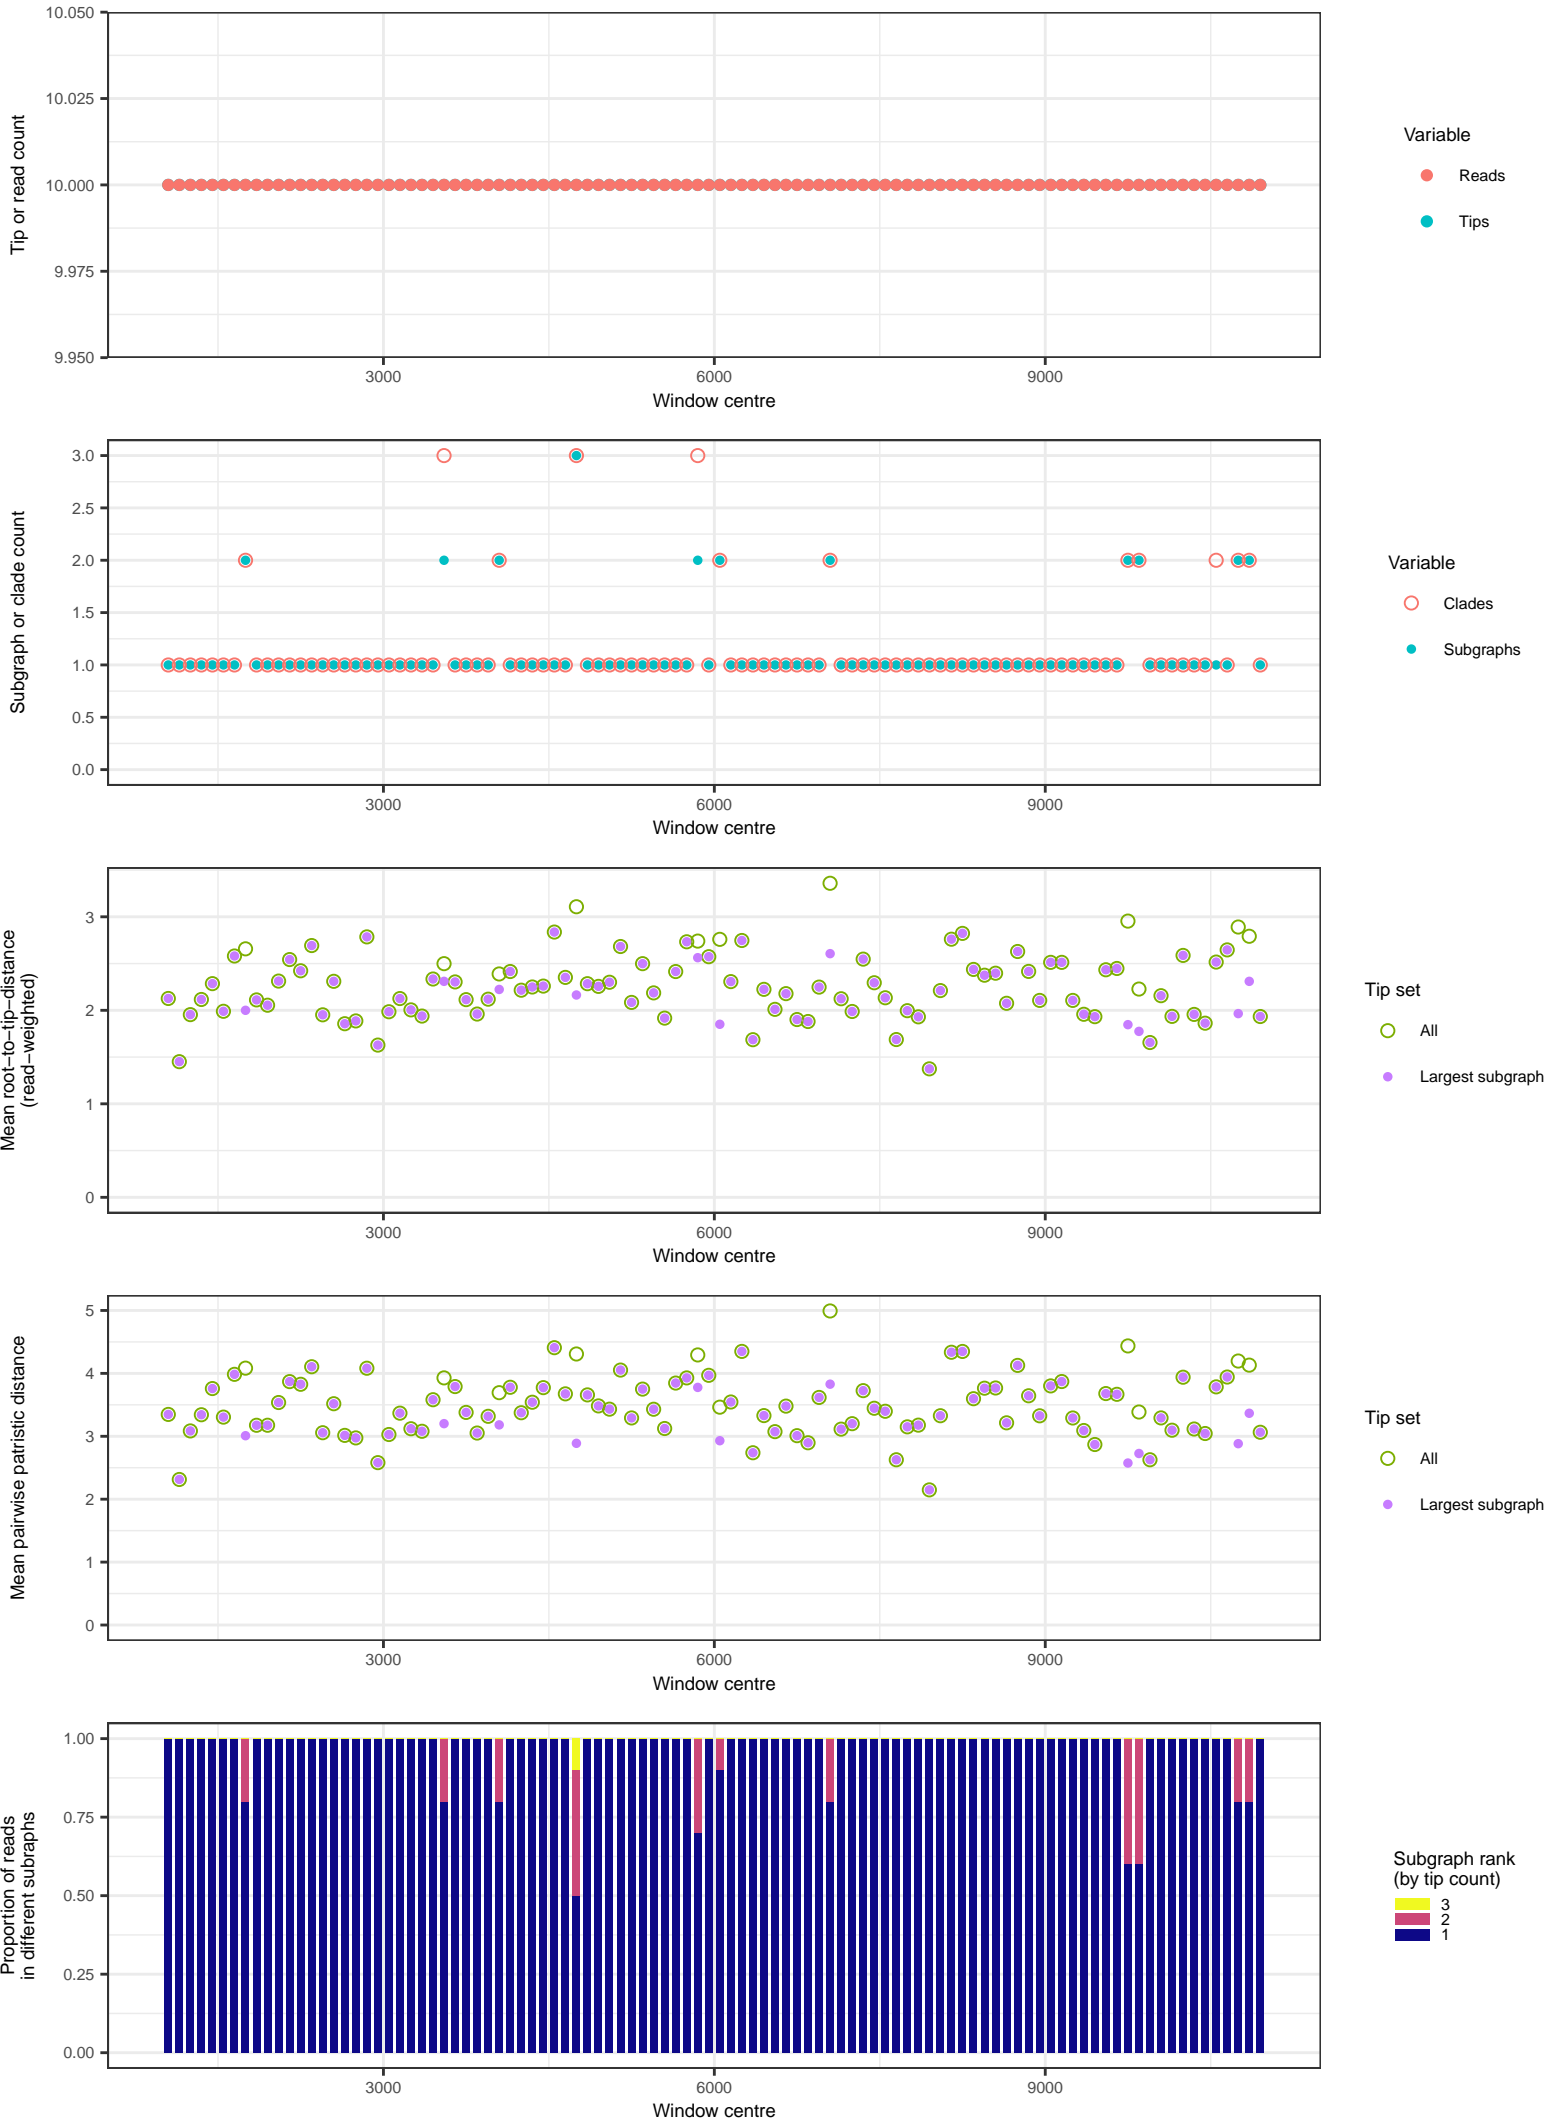 10.050
10.025
10.000
9.975
9.950
Tip or read count
3000
6000
9000
Window centre
Variable
Reads
Tips
3.0
2.5
2.0
1.5
1.0
0.5
0.0
Subgraph or clade count
3000
6000
9000
Window centre
Variable
Clades
Subgraphs
3
2
1
0
Mean root−to−tip−distance
(read−weighted)
3000
6000
9000
Window centre
Tip set
All
Largest subgraph
5
4
3
2
1
0
Mean pairwise patristic distance
3000
6000
9000
Window centre
Tip set
All
Largest subgraph
1.00
0.75
0.50
0.25
0.00
Proportion of reads
in different subraphs
3000
6000
9000
Window centre
Subgraph rank
(by tip count)
3
2
1